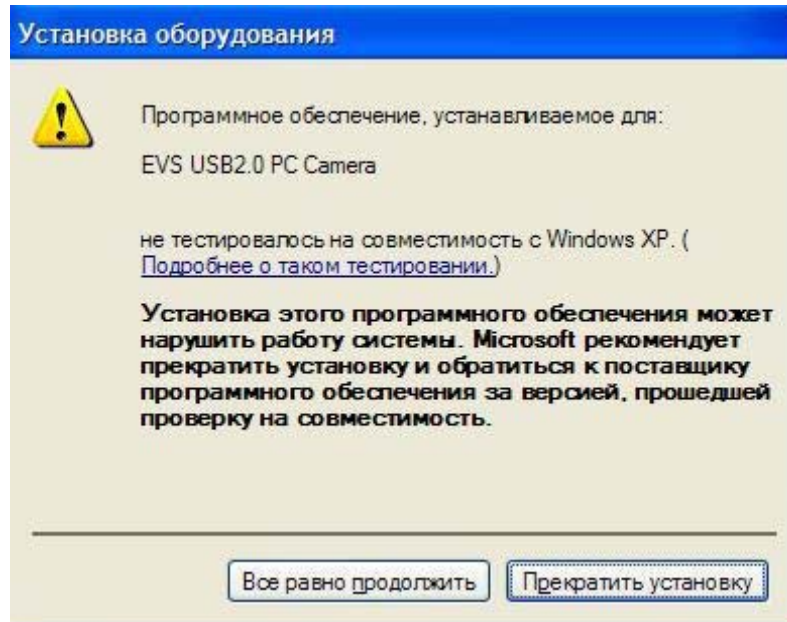 Установка оборудования
Программное обеспечение, устанавливаемое для:
EVS USB2.0 PC Camera
не тестировалось на совместимость с Windows XP. (
Подробнее о таком тестировании.)
Установка этого программного обеспечения может
нарушить работу системы. Microsoft рекомендует
прекратить установку и обратиться к поставщику
программного обеспечения за версией, прошедшей
проверку на совместимость.
Все равно продолжить
Прекратить установку